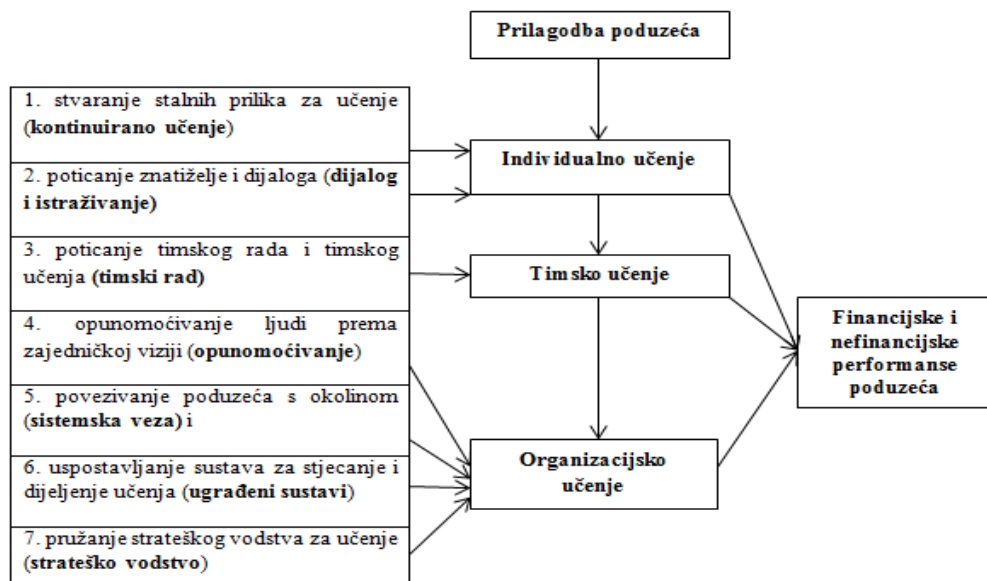 Prilagodba poduzeća
1. stvaranje stalnih prilika za učenje
(kontinuirano učenje)
2. poticanje znatiželje i dijaloga (dijalog
i istraživanje)
3. poticanje timskog rada i timskog
učenja (timski rad)
4. opunomoćivanje ljudi prema
zajedničkoj viziji (opunomoćivanje)
5. povezivanje poduzeća s okolinom
(sistemska veza) i
6. uspostavljanje sustava za stjecanje i
dijeljenje učenja (ugrađeni sustavi)
7. pružanje strateškog vodstva za učenje
(strateško vodstvo)
Individualno učenje
Timsko učenje
Organizacijsko
učenje
Financijske i
nefinancijske
performanse
poduzeća